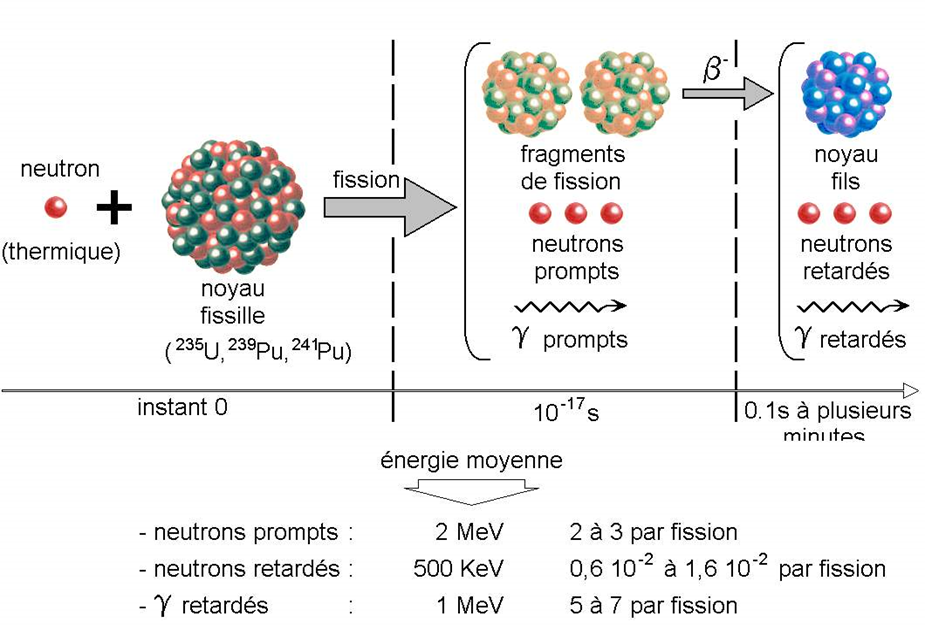 neutron
+
(thermique)
noyau
fissille
(²³⁵U,²³⁹Pu,²⁴¹Pu)
fission
fragments
de fission
neutrons
prompts
γ prompts
β⁻
noyau
fils
neutrons
retardés
γ retardés
instant 0
10⁻¹⁷s
0.1s à plusieurs
minutes
énergie moyenne
- neutrons prompts : 2 MeV 2 à 3 par fission
- neutrons retardés : 500 KeV 0,6 10⁻² à 1,6 10⁻² par fission
- γ retardés : 1 MeV 5 à 7 par fission